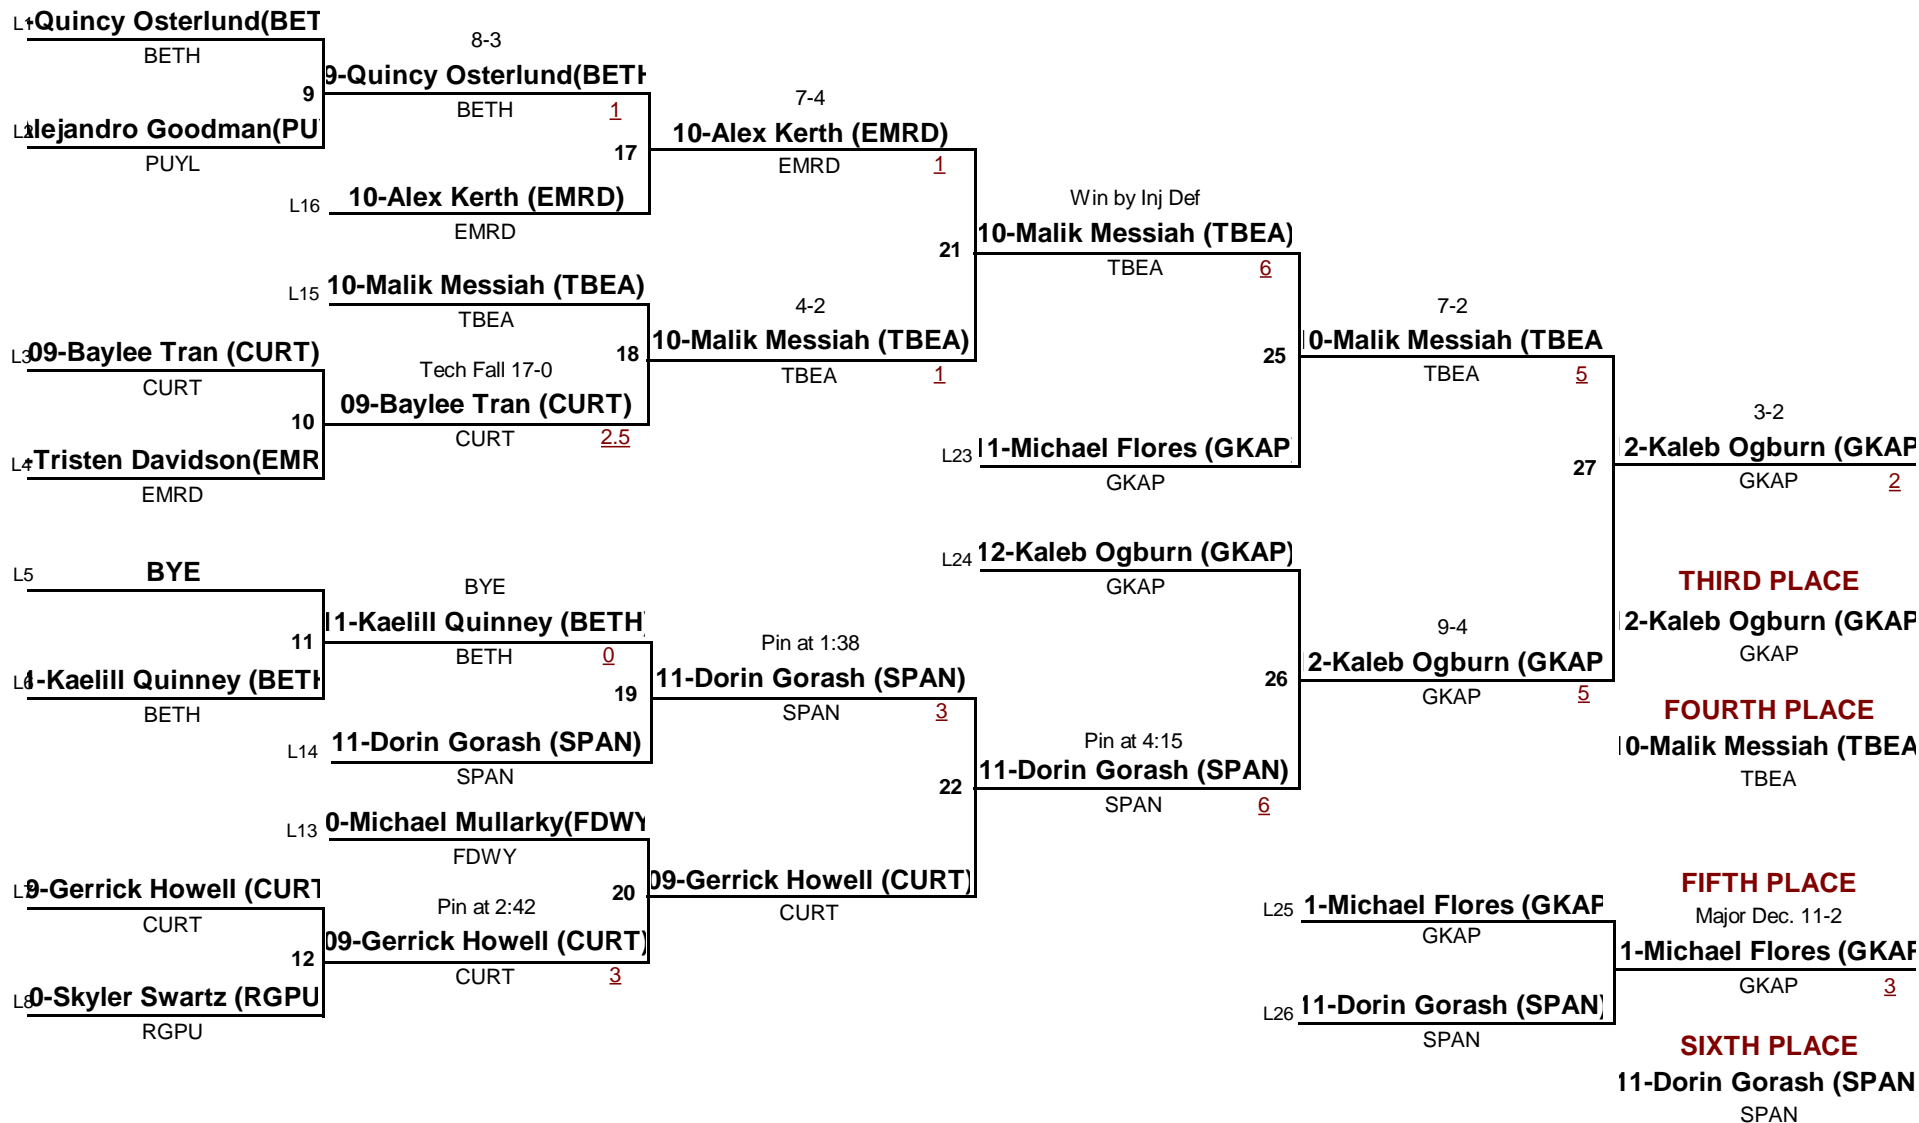 L1 -Quincy Osterlund(BET
BETH
9
L2 lejandro Goodman(PU
PUYL
8-3
9-Quincy Osterlund(BETH
BETH 1
17
L16 10-Alex Kerth (EMRD)
EMRD
7-4
10-Alex Kerth (EMRD)
EMRD 1
L15 10-Malik Messiah (TBEA)
TBEA
18
L3 09-Baylee Tran (CURT)
CURT
10
L4 -Tristen Davidson(EMR
EMRD
Tech Fall 17-0
09-Baylee Tran (CURT)
CURT 2.5
4-2
10-Malik Messiah (TBEA)
TBEA 1
21
Win by Inj Def
10-Malik Messiah (TBEA)
TBEA 6
25
L23 1-Michael Flores (GKAP
GKAP
7-2
0-Malik Messiah (TBEA
TBEA 5
27
3-2
2-Kaleb Ogburn (GKAP
GKAP 2
L5 BYE
11
L6 -Kaelill Quinney (BETH
BETH
BYE
11-Kaelill Quinney (BETH)
BETH 0
19
L14 11-Dorin Gorash (SPAN)
SPAN
Pin at 1:38
11-Dorin Gorash (SPAN)
SPAN 3
22
L13 0-Michael Mullarky(FDWY
FDWY
20
L7 9-Gerrick Howell (CURT
CURT
12
L8 0-Skyler Swartz (RGPU
RGPU
Pin at 2:42
09-Gerrick Howell (CURT)
CURT 3
09-Gerrick Howell (CURT)
CURT
L24 12-Kaleb Ogburn (GKAP)
GKAP
26
Pin at 4:15
11-Dorin Gorash (SPAN)
SPAN 6
9-4
2-Kaleb Ogburn (GKAP
GKAP 5
THIRD PLACE
2-Kaleb Ogburn (GKAP
GKAP
FOURTH PLACE
0-Malik Messiah (TBEA
TBEA
L25 1-Michael Flores (GKAP
GKAP
L26 11-Dorin Gorash (SPAN)
SPAN
FIFTH PLACE
Major Dec. 11-2
1-Michael Flores (GKAP
GKAP 3
SIXTH PLACE
11-Dorin Gorash (SPAN
SPAN